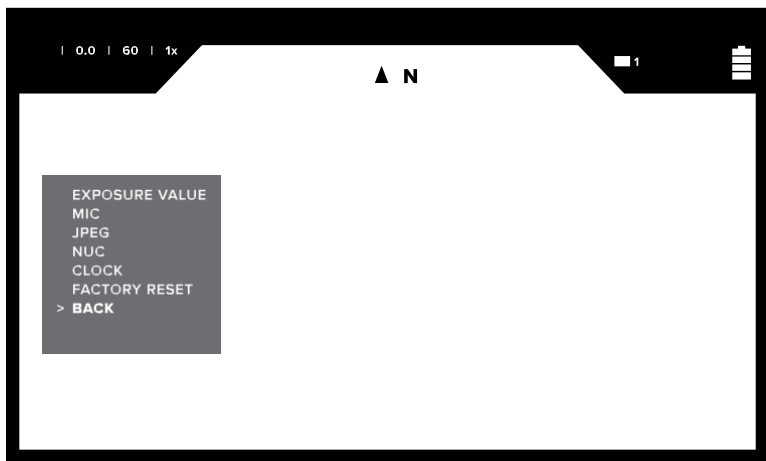 | 0.0 | 60 | 1x
1
N
EXPOSURE VALUE
MIC
JPEG
NUC
CLOCK
FACTORY RESET
> BACK